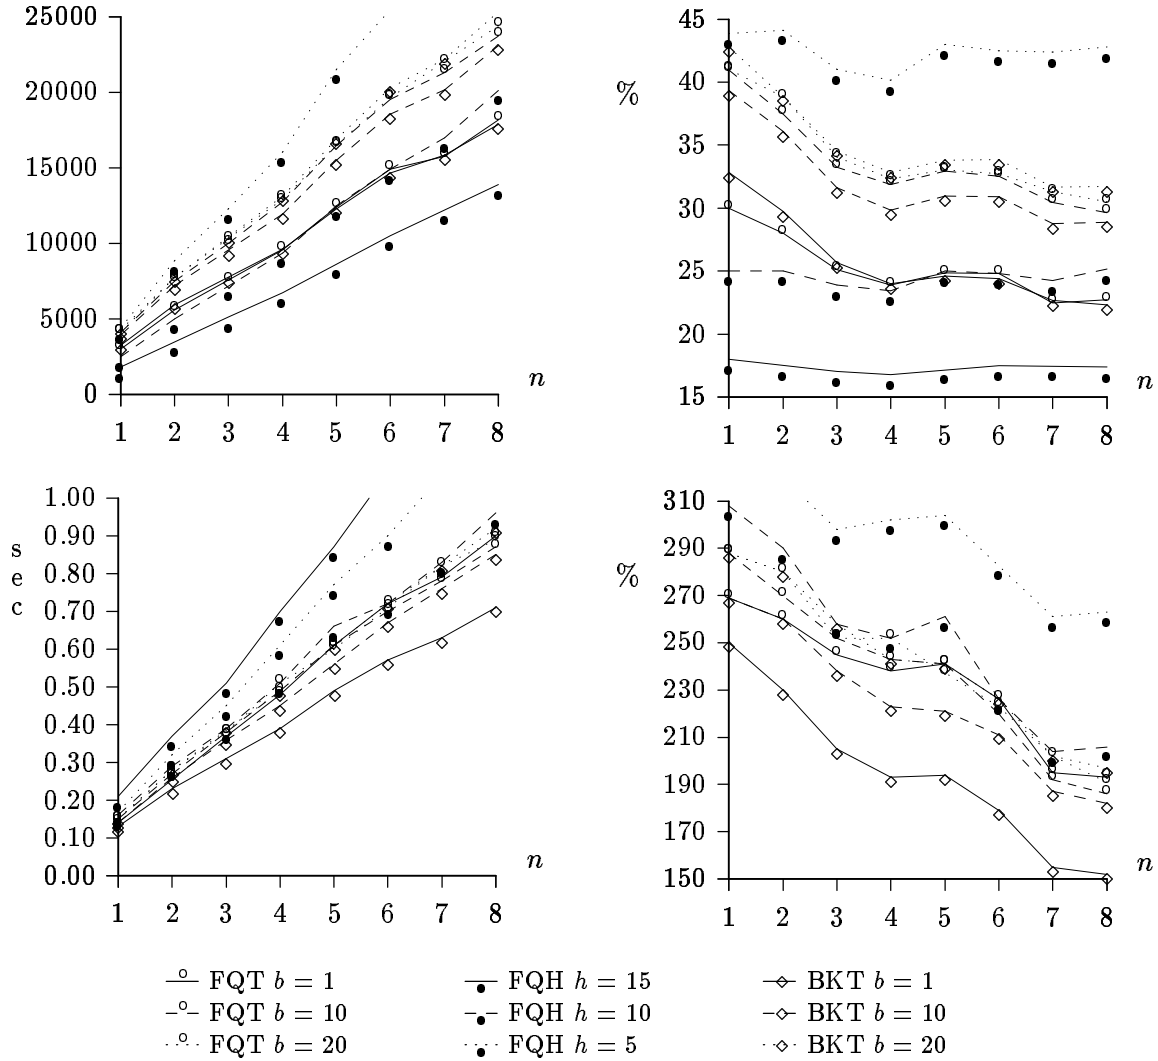 25000
20000
15000
10000
5000
0
1 2 3 4 5 6 7 8
n
45
40
35
30
25
20
15
%
1 2 3 4 5 6 7 8
n
1.00
0.90
0.80
0.70
0.60
0.50
0.40
0.30
0.20
0.10
0.00
s
e
c
1 2 3 4 5 6 7 8
n
310
290
270
250
230
210
190
170
150
%
1 2 3 4 5 6 7 8
n
FQT b = 1
FQH h = 15
BKT b = 1
FQT b = 10
FQH h = 10
BKT b = 10
FQT b = 20
FQH h = 5
BKT b = 20